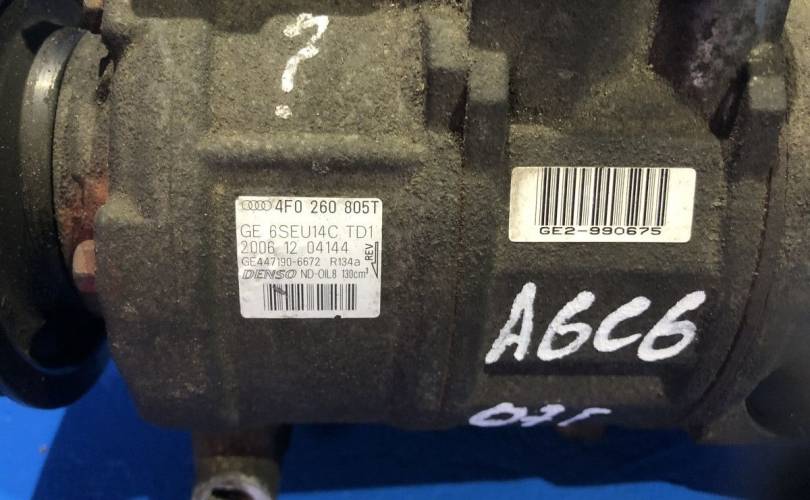 ?
4F0 260 805T
GE 6SEU14C TD1
2006 12 04144
GE447190-6672 R134a
DENSO ND-OIL8 130cm³
REV
GE2-990675
A6C6